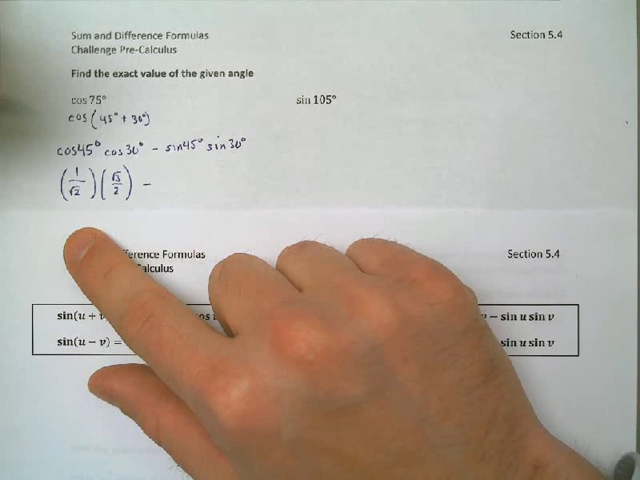 Sum and Difference Formulas Section 5.4
Challenge Pre-Calculus
Find the exact value of the given angle
cos 75° sin 105°
cos(45° + 30°)
cos45° cos30° - sin45° sin30°
(1/√2)(√3/2) -
Formulas Section 5.4
sin(u + − sin u sin v
sin(u − v) = sin u sin v